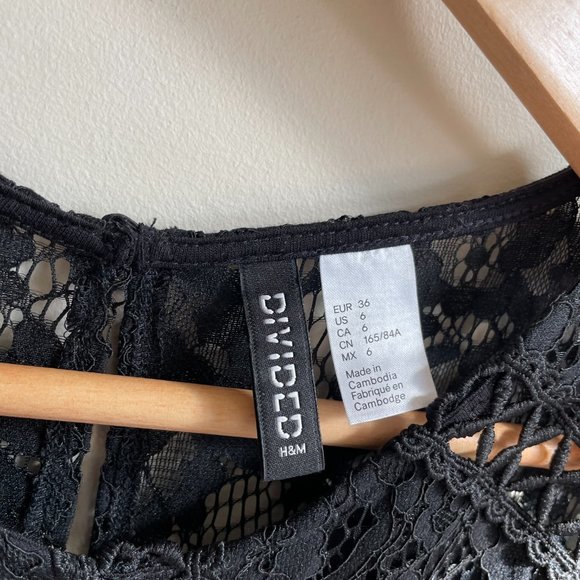 DIVIDED
H&M
EUR 36
US 6
CA 6
CN 165/84A
MX 6
Made in
Cambodia
Fabriqué en
Cambodge